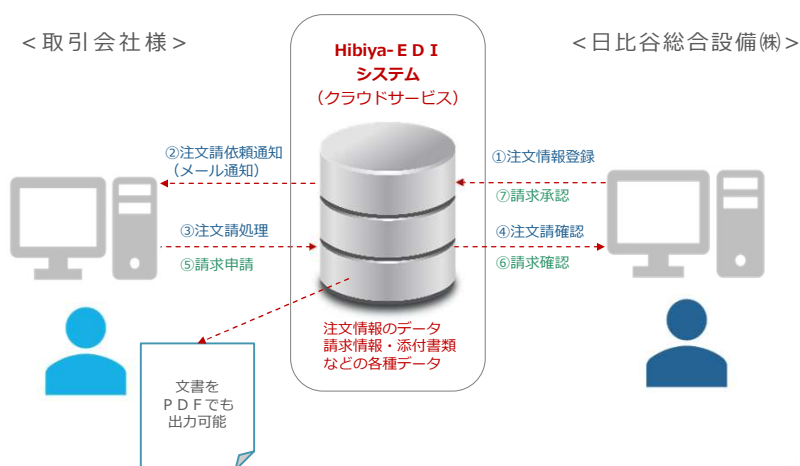 ＜取引会社様＞
Hibiya-ＥＤＩ
システム
（クラウドサービス）
＜日比谷総合設備㈱＞
②注文請依頼通知
（メール通知）
①注文情報登録
⑦請求承認
③注文請処理
⑤請求申請
④注文請確認
⑥請求確認
注文情報のデータ
請求情報・添付書類
などの各種データ
文書を
ＰＤＦでも
出力可能